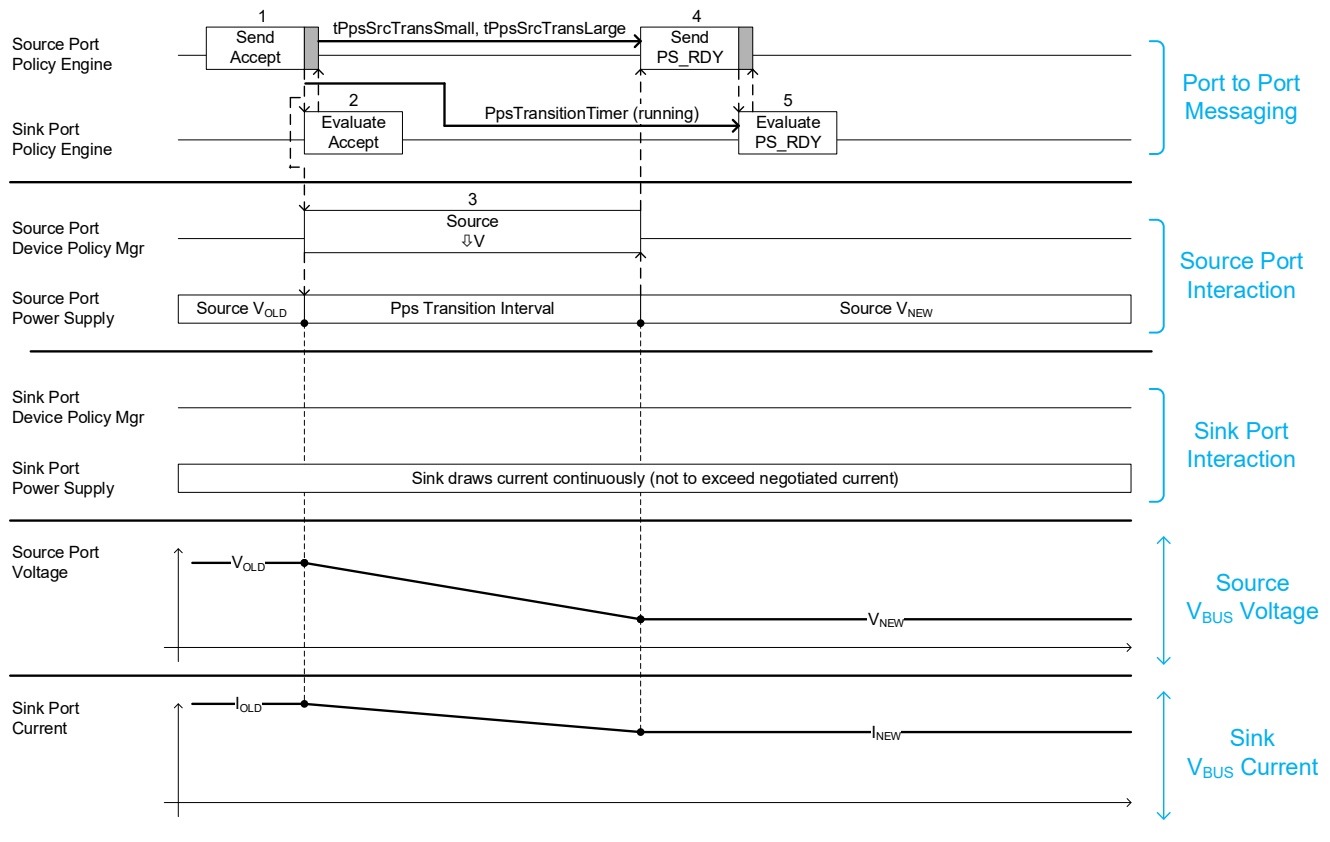 1
Send
Accept
tPpsSrcTransSmall, tPpsSrcTransLarge
4
Send
PS_RDY
Source Port
Policy Engine
Port to Port
Messaging
2
Evaluate
Accept
PpsTransitionTimer (running)
5
Evaluate
PS_RDY
Sink Port
Policy Engine
3
Source
⇩V
Source Port
Device Policy Mgr
Source Port
Interaction
Source Port
Power Supply
Source VOLD
Pps Transition Interval
Source VNEW
Sink Port
Device Policy Mgr
Sink Port
Interaction
Sink Port
Power Supply
Sink draws current continuously (not to exceed negotiated current)
Source Port
Voltage
VOLD
VNEW
Source
VBUS Voltage
Sink Port
Current
IOLD
INEW
Sink
VBUS Current